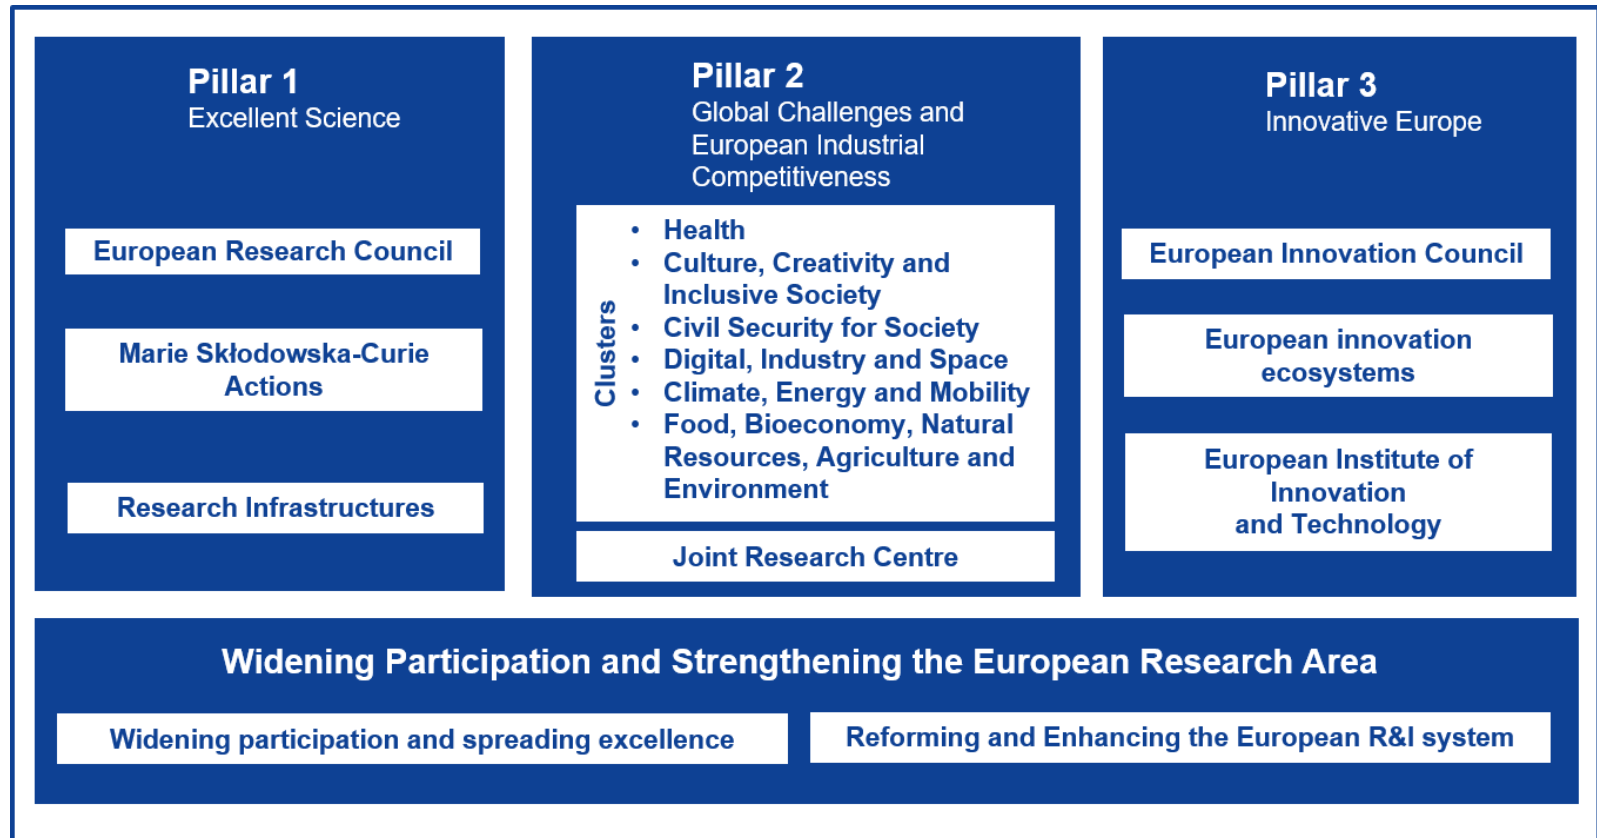 Pillar 1
Excellent Science
European Research Council
Marie Skłodowska-Curie
Actions
Research Infrastructures
Pillar 2
Global Challenges and
European Industrial
Competitiveness
Clusters
• Health
• Culture, Creativity and
Inclusive Society
• Civil Security for Society
• Digital, Industry and Space
• Climate, Energy and Mobility
• Food, Bioeconomy, Natural
Resources, Agriculture and
Environment
Joint Research Centre
Pillar 3
Innovative Europe
European Innovation Council
European innovation
ecosystems
European Institute of
Innovation
and Technology
Widening Participation and Strengthening the European Research Area
Widening participation and spreading excellence
Reforming and Enhancing the European R&I system